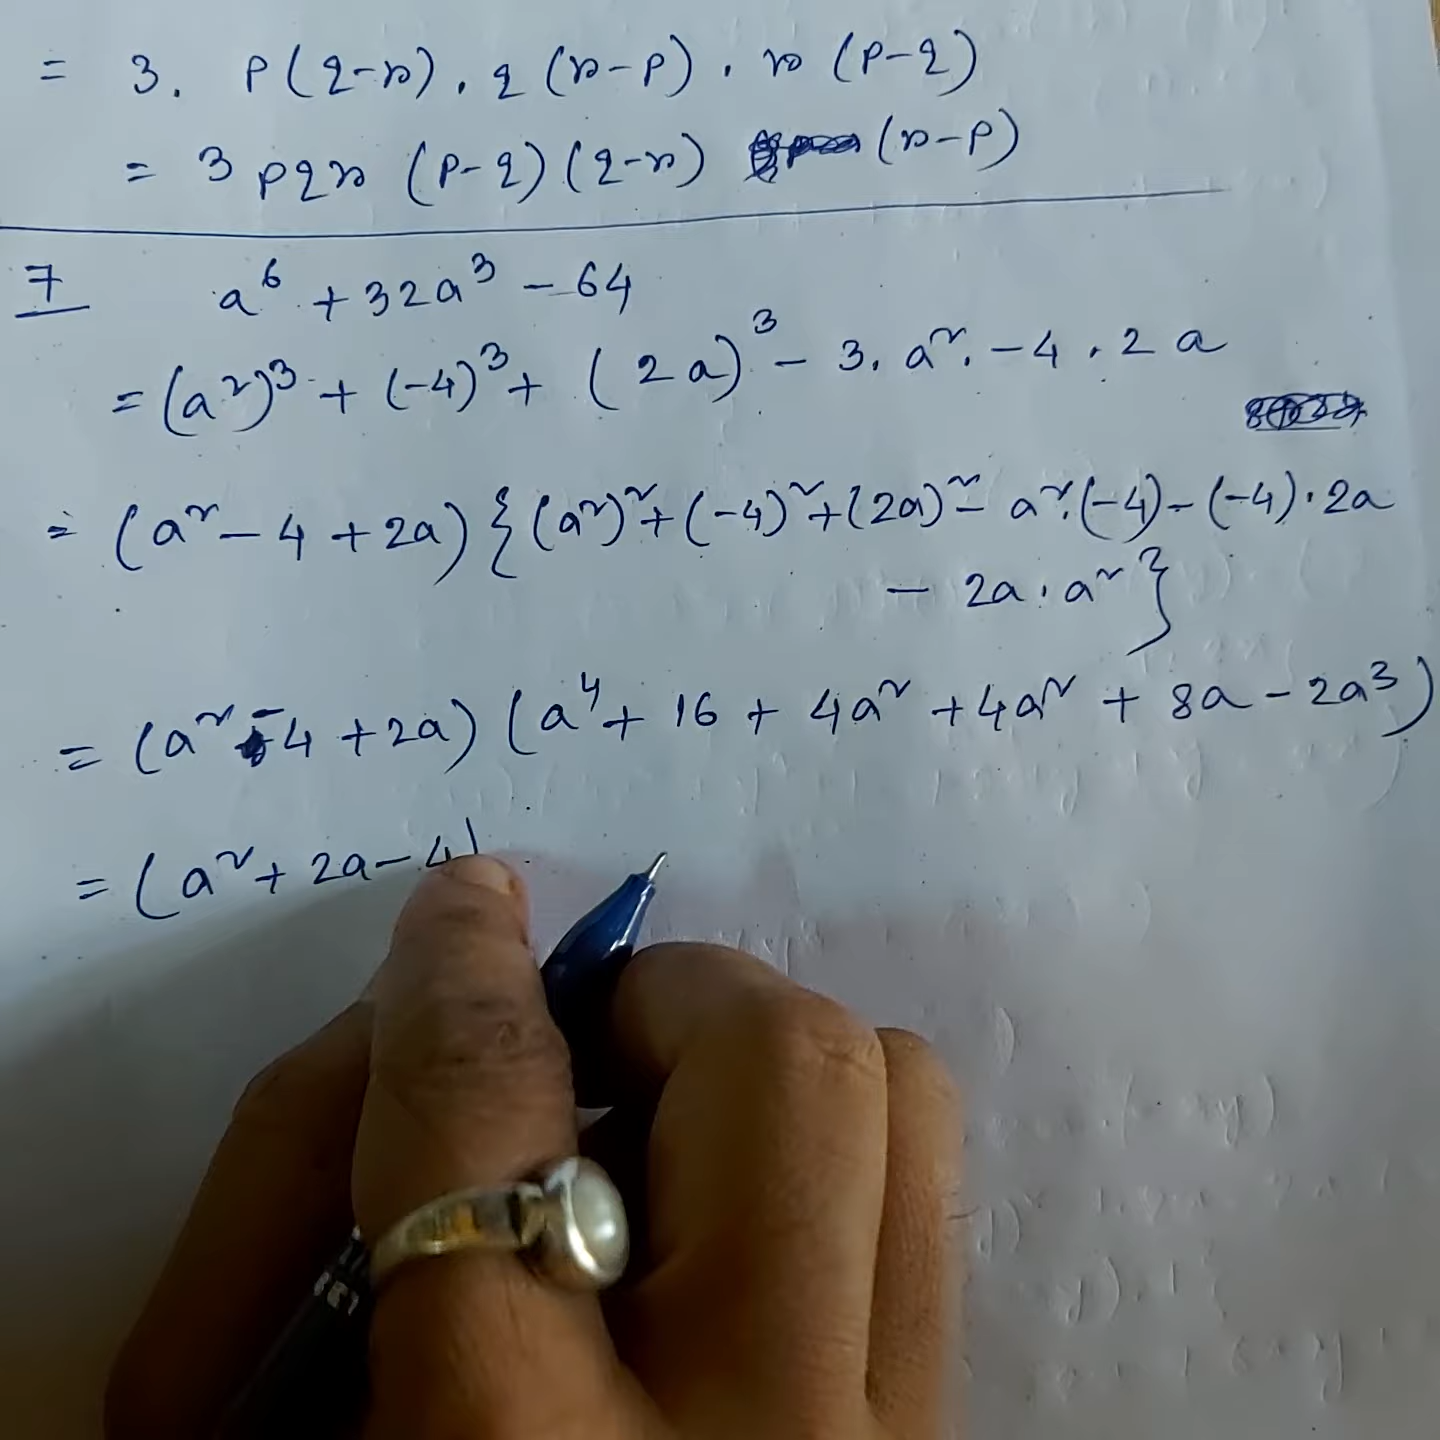 = 3. p(q-r). q(r-p). r(p-q)
= 3pqr (p-q)(q-r) (r-p)
7 a⁶ + 32a³ - 64
= (a²)³ + (-4)³ + (2a)³ - 3. a². -4 . 2a
= (a² - 4 + 2a) {(a²)² + (-4)² + (2a)² - a².(-4) - (-4).2a
- 2a . a²}
= (a² - 4 + 2a) (a⁴ + 16 + 4a² + 4a² + 8a - 2a³)
= (a² + 2a - 4)